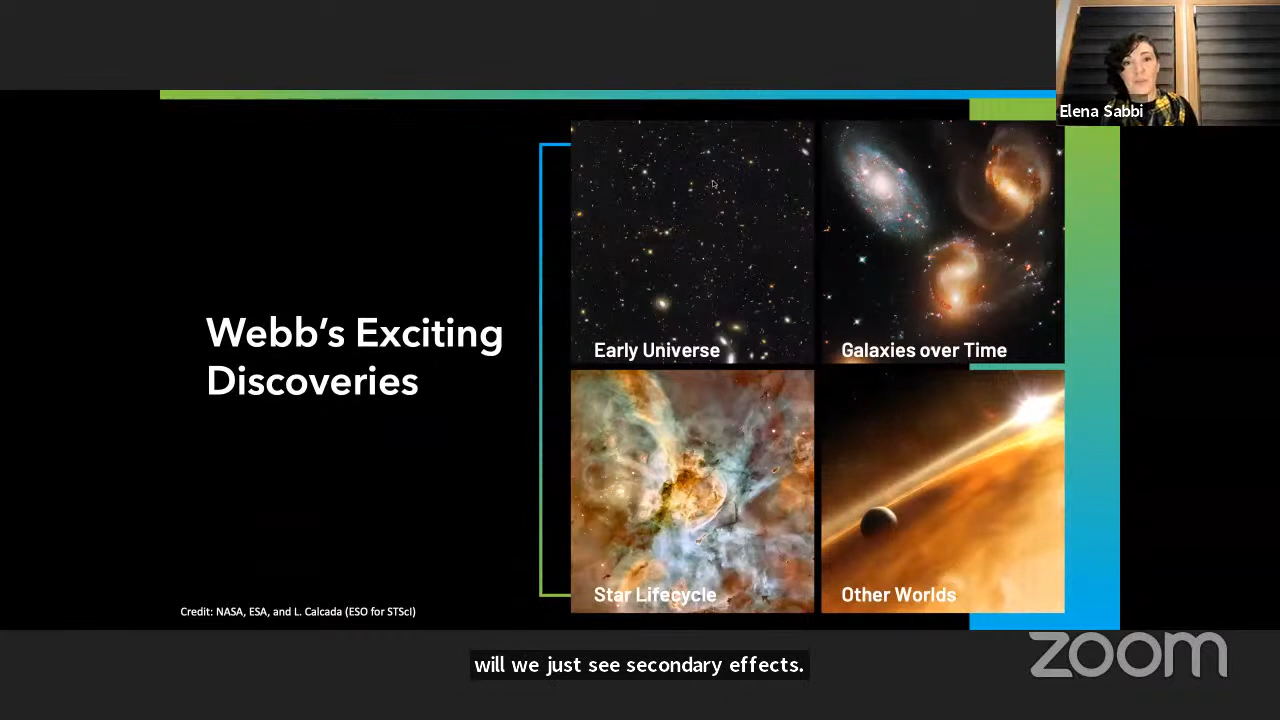 Elena Sabbi
Webb's Exciting
Discoveries
Early Universe
Galaxies over Time
Star Lifecycle
Other Worlds
Credit: NASA, ESA, and L. Calcada (ESO for STScI)
will we just see secondary effects.
zoom